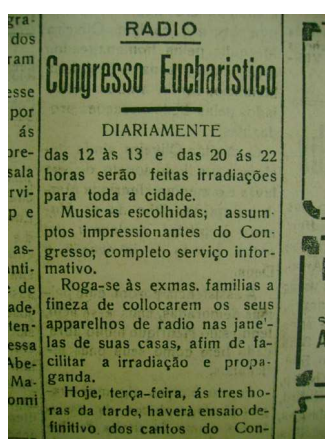 RADIO
Congresso Eucharistico
DIARIAMENTE
das 12 às 13 e das 20 ás 22
horas serão feitas irradiações
para toda a cidade.
Musicas escolhidas; assum
ptos impressionantes do Con-
gresso; completo serviço infor-
mativo.
Roga-se às exmas. familias a
fineza de collocarem os seus
apparelhos de radio nas jane'-
las de suas casas, afim de fa-
cilitar a irradiação e propa-
ganda.
Hoje, terça-feira, ás tres ho-
ras da tarde, haverà ensaio de-
finitivo dos cantos do Con-